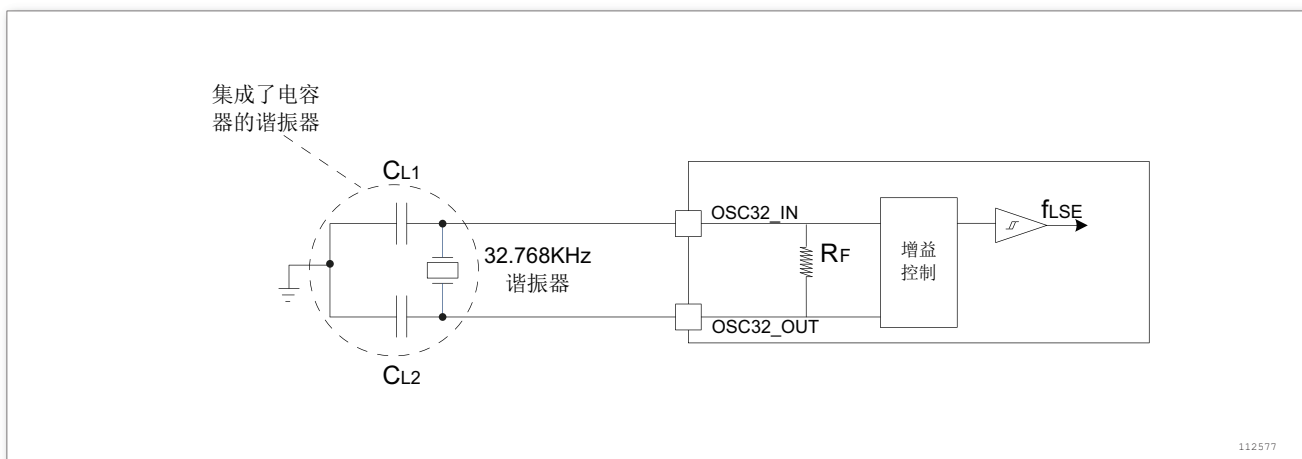 集成了电容
器的谐振器
CL1
OSC32_IN
fLSE
32.768KHz
谐振器
RF
增益
控制
OSC32_OUT
CL2
112577